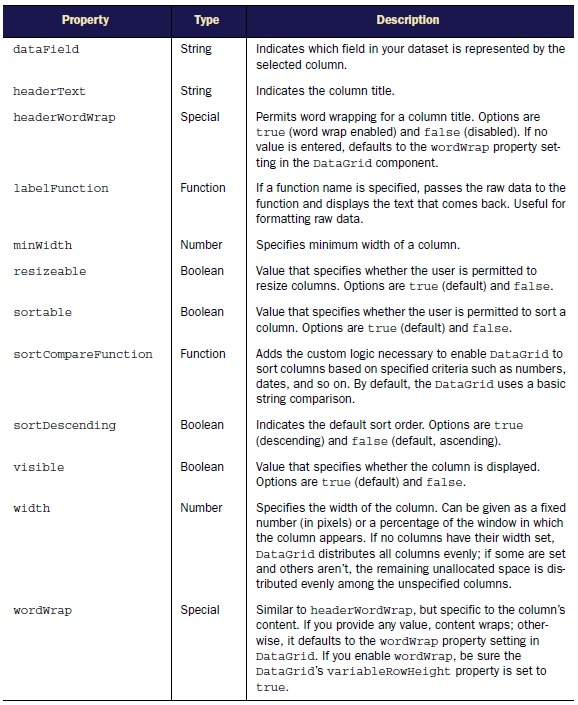 Property Type Description
dataField String Indicates which field in your dataset is represented by the
selected column.
headerText String Indicates the column title.
headerWordWrap Special Permits word wrapping for a column title. Options are
true (word wrap enabled) and false (disabled). If no
value is entered, defaults to the wordWrap property set-
ting in the DataGrid component.
labelFunction Function If a function name is specified, passes the raw data to the
function and displays the text that comes back. Useful for
formatting raw data.
minWidth Number Specifies minimum width of a column.
resizeable Boolean Value that specifies whether the user is permitted to
resize columns. Options are true (default) and false.
sortable Boolean Value that specifies whether the user is permitted to sort a
column. Options are true (default) and false.
sortCompareFunction Function Adds the custom logic necessary to enable DataGrid to
sort columns based on specified criteria such as numbers,
dates, and so on. By default, the DataGrid uses a basic
string comparison.
sortDescending Boolean Indicates the default sort order. Options are true
(descending) and false (default, ascending).
visible Boolean Value that specifies whether the column is displayed.
Options are true (default) and false.
width Number Specifies the width of the column. Can be given as a fixed
number (in pixels) or a percentage of the window in which
the column appears. If no columns have their width set,
DataGrid distributes all columns evenly; if some are set
and others aren't, the remaining unallocated space is dis-
tributed evenly among the unspecified columns.
wordWrap Special Similar to headerWordWrap, but specific to the column's
content. If you provide any value, content wraps; other-
wise, it defaults to the wordWrap property setting in
DataGrid. If you enable wordWrap, be sure the
DataGrid's variableRowHeight property is set to
true.